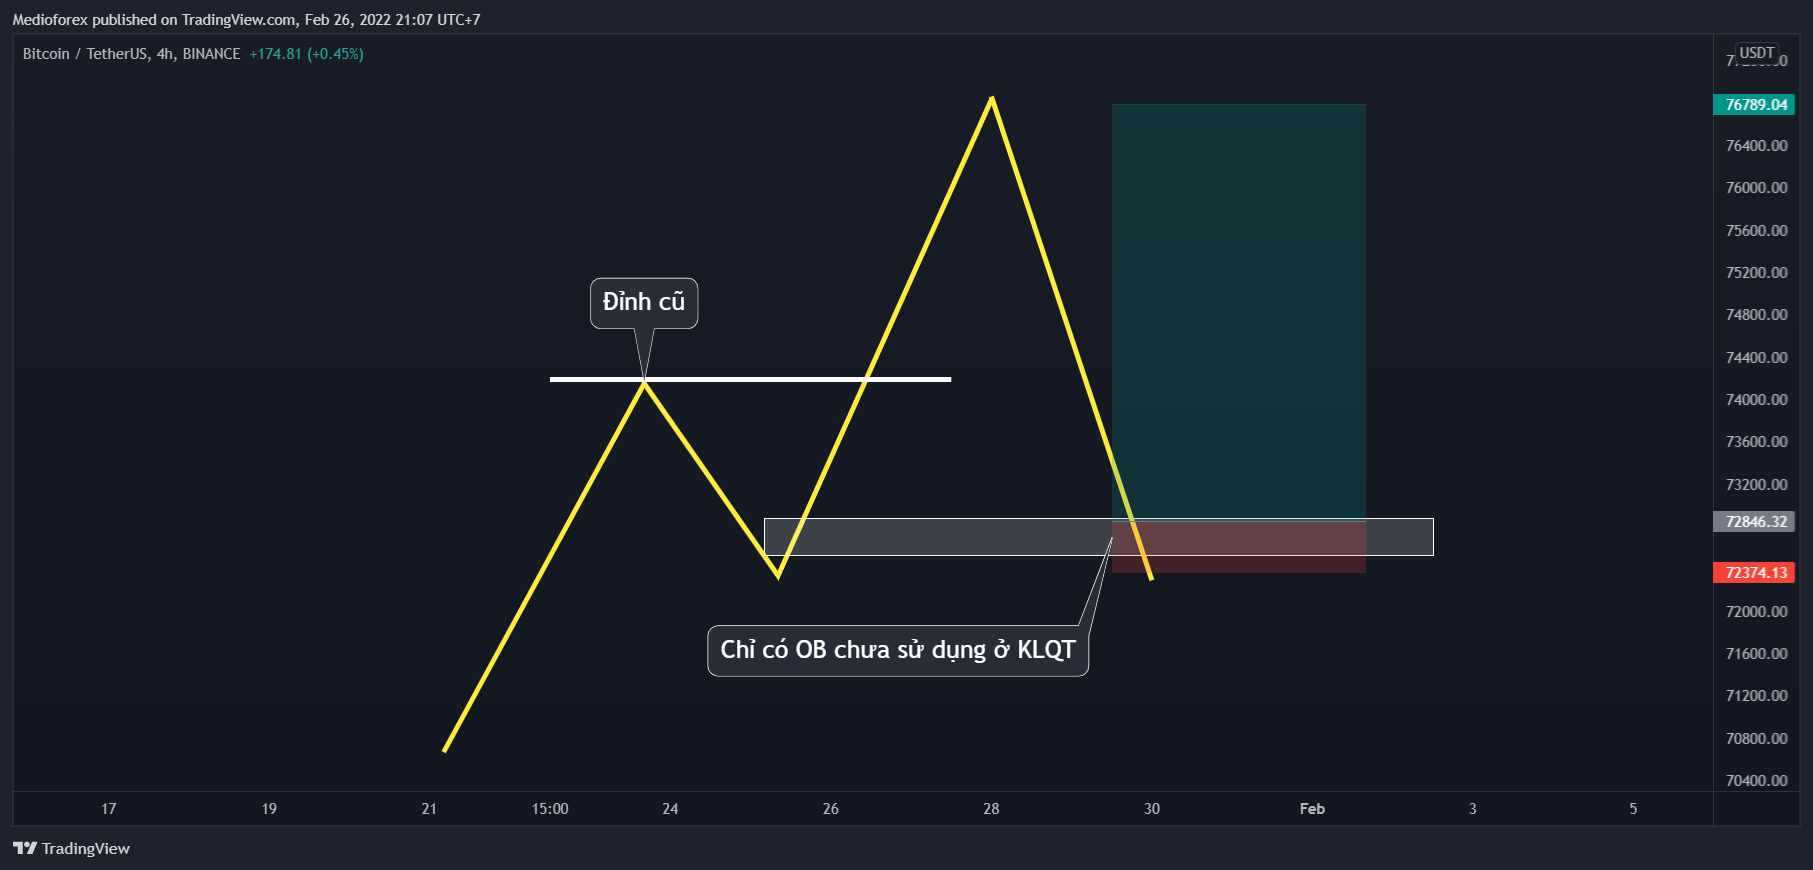 Medioforex published on TradingView.com, Feb 26, 2022 21:07 UTC+7
Bitcoin / TetherUS, 4h, BINANCE +174.81 (+0.45%)
USDT
76789.04
76400.00
76000.00
75600.00
75200.00
Đỉnh cũ
74800.00
74400.00
74000.00
73600.00
73200.00
72846.32
72374.13
72000.00
Chỉ có OB chưa sử dụng ở KLQT
71600.00
71200.00
70800.00
70400.00
17 19 21 15:00 24 26 28 30 Feb 3 5
TradingView